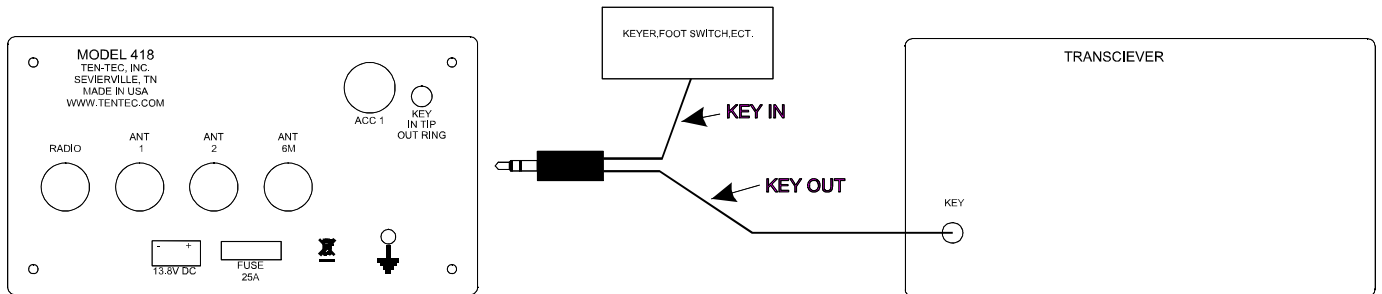 MODEL 418
TEN-TEC, INC.
SEVIERVILLE, TN
MADE IN USA
WWW.TENTEC.COM
ACC 1
KEY
IN TIP
OUT RING
RADIO
ANT
1
ANT
2
ANT
6M
- +
13.8V DC
FUSE
25A
KEYER,FOOT SWITCH,ECT.
KEY IN
KEY OUT
TRANSCIEVER
KEY